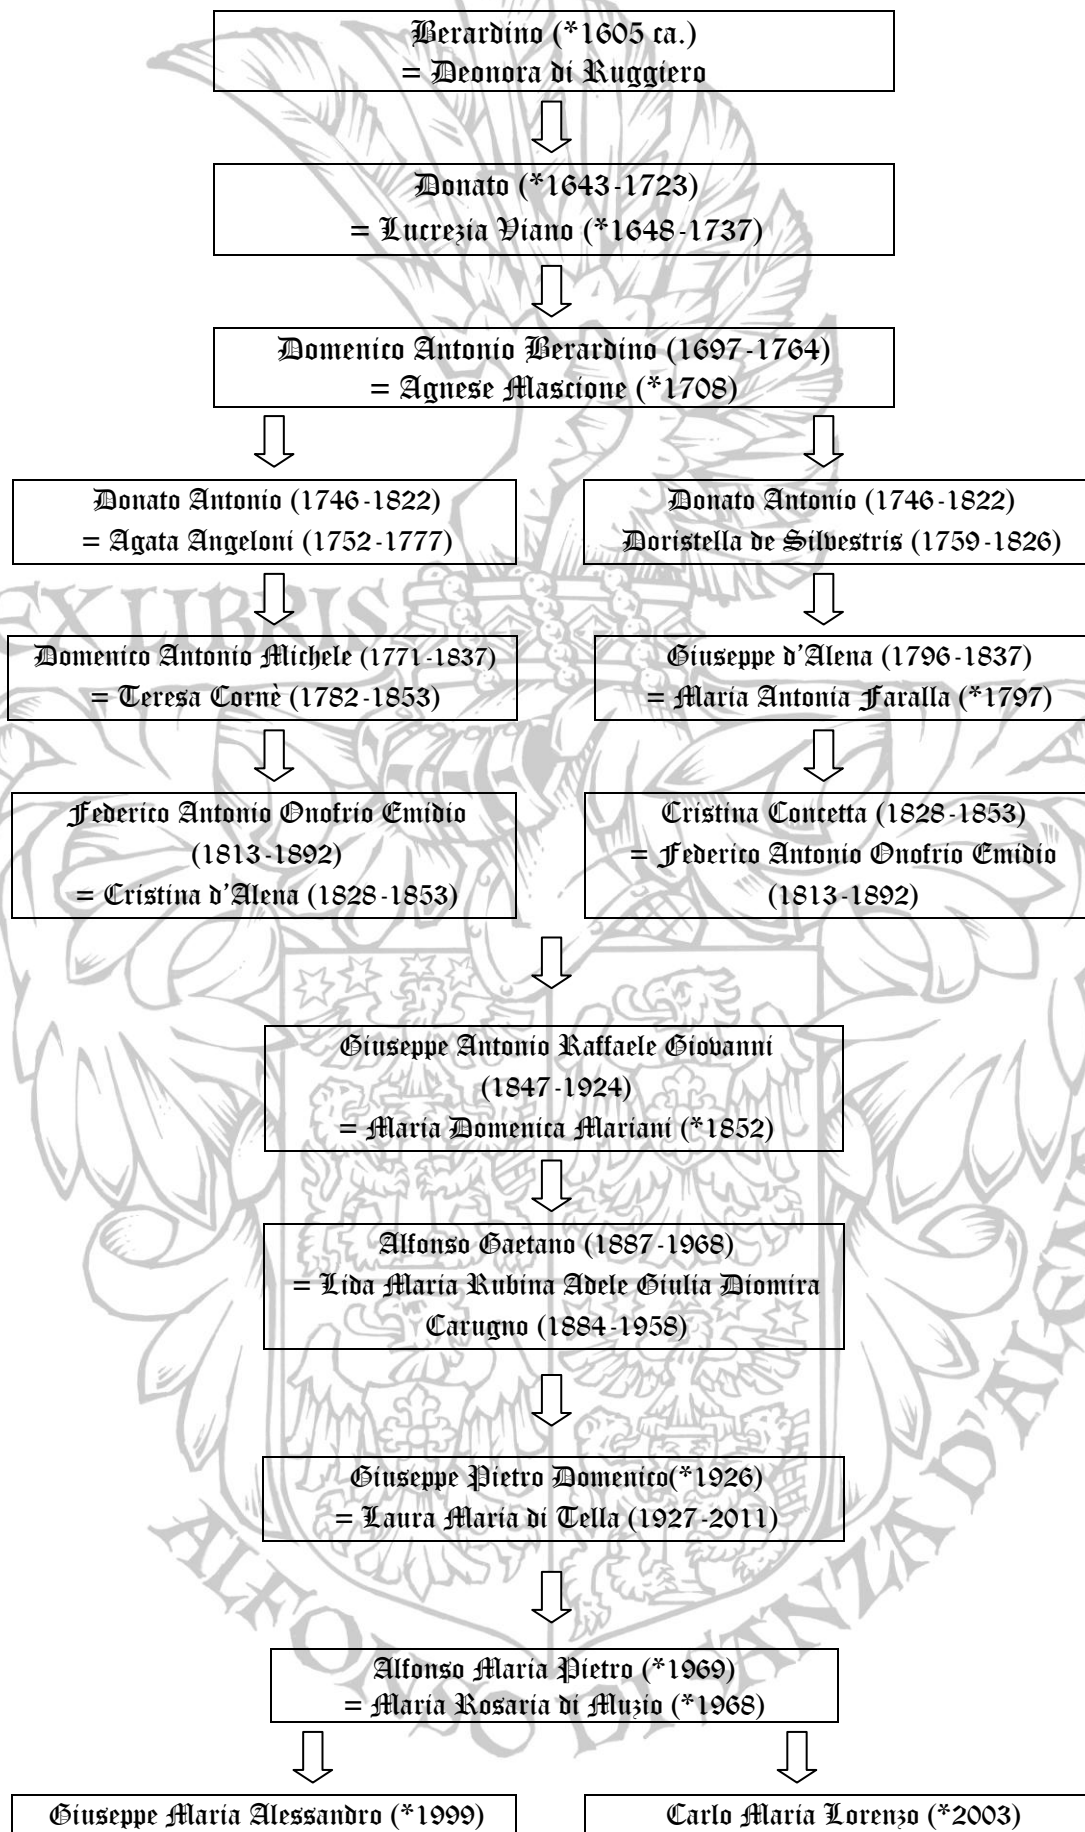 Berardino (*1605 ca.)
= Deonora di Ruggiero
Donato (*1643-1723)
= Lucrezia Viano (*1648-1737)
Domenico Antonio Berardino (1697-1764)
= Agnese Mascione (*1708)
Donato Antonio (1746-1822)
= Agata Angeloni (1752-1777)
Donato Antonio (1746-1822)
Doristella de Silvestris (1759-1826)
EX LIBRIS
Domenico Antonio Michele (1771-1837)
= Teresa Cornè (1782-1853)
Giuseppe d'Alena (1796-1837)
= Maria Antonia Faralla (*1797)
Federico Antonio Onofrio Emidio
(1813-1892)
= Cristina d'Alena (1828-1853)
Cristina Concetta (1828-1853)
= Federico Antonio Onofrio Emidio
(1813-1892)
Giuseppe Antonio Raffaele Giovanni
(1847-1924)
= Maria Domenica Mariani (*1852)
Alfonso Gaetano (1887-1968)
= Lida Maria Rubina Adele Giulia Diomira
Carugno (1884-1958)
Giuseppe Pietro Domenico(*1926)
= Laura Maria di Tella (1927-2011)
Alfonso Maria Pietro (*1969)
= Maria Rosaria di Muzio (*1968)
Giuseppe Maria Alessandro (*1999)
Carlo Maria Lorenzo (*2003)
ALFONSO DI SANZA